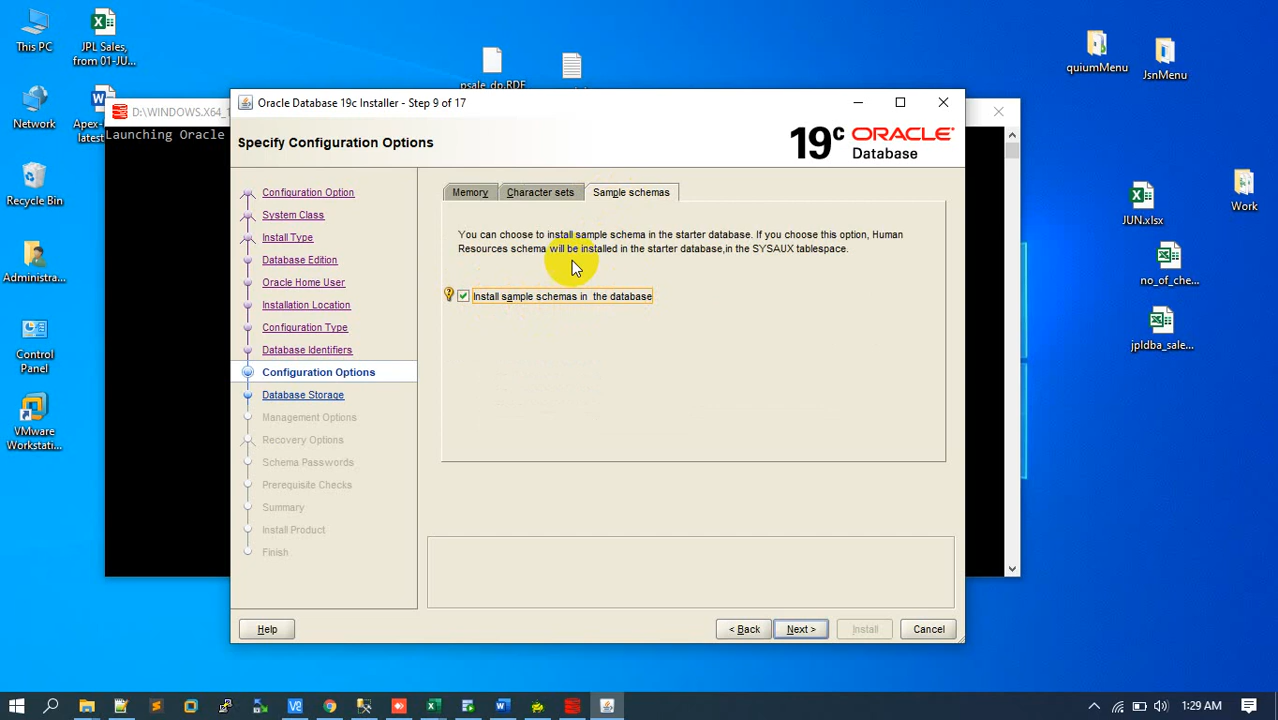 This PC
JPL Sales,
from 01-JU...
psale_dp.RDF
quiumMenu
JsnMenu
Network
Apex-
latest
D:\WINDOWS.X64_1
Launching Oracle
Oracle Database 19c Installer - Step 9 of 17
Specify Configuration Options
19c ORACLE
Database
Configuration Option
System Class
Install Type
Database Edition
Oracle Home User
Installation Location
Configuration Type
Database Identifiers
Configuration Options
Database Storage
Management Options
Recovery Options
Schema Passwords
Prerequisite Checks
Summary
Install Product
Finish
Memory
Character sets
Sample schemas
You can choose to install sample schema in the starter database. If you choose this option, Human
Resources schema will be installed in the starter database,in the SYSAUX tablespace.
Install sample schemas in the database
Help
< Back
Next >
Install
Cancel
Recycle Bin
Administra...
Control
Panel
VMware
Workstati...
JUN.xlsx
Work
no_of_che...
jpldba_sale...
1:29 AM